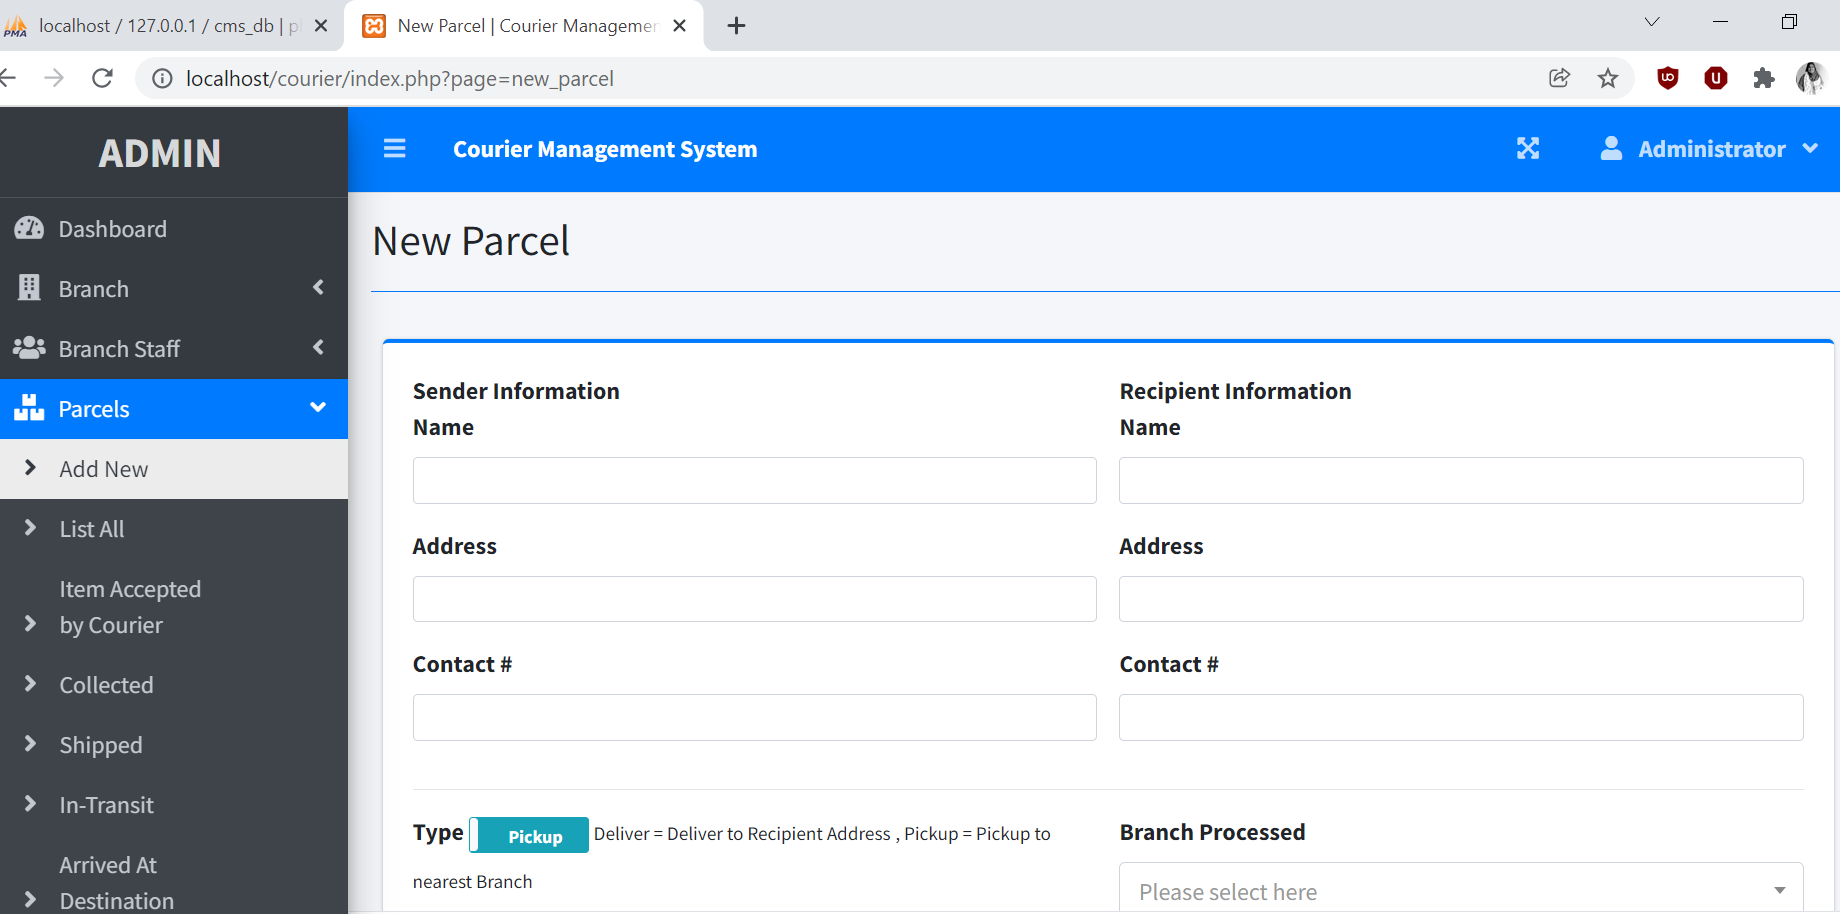 localhost / 127.0.0.1 / cms_db | p
New Parcel | Courier Managemen
localhost/courier/index.php?page=new_parcel
ADMIN
Courier Management System
Administrator
Dashboard
Branch
Branch Staff
Parcels
Add New
List All
Item Accepted
by Courier
Collected
Shipped
In-Transit
Arrived At
Destination
New Parcel
Sender Information
Name
Address
Contact #
Recipient Information
Name
Address
Contact #
Type Pickup Deliver = Deliver to Recipient Address , Pickup = Pickup to
nearest Branch
Branch Processed
Please select here